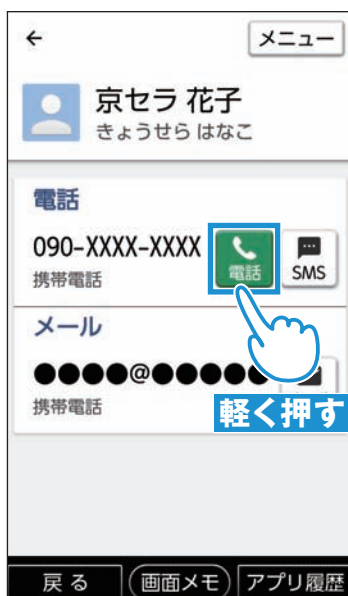 ←
メニュー
京セラ 花子
きょうせら はなこ
電話
090-XXXX-XXXX
携帯電話
電話
SMS
メール
●●●●@●●●●●
携帯電話
軽く押す
戻る
画面メモ
アプリ履歴